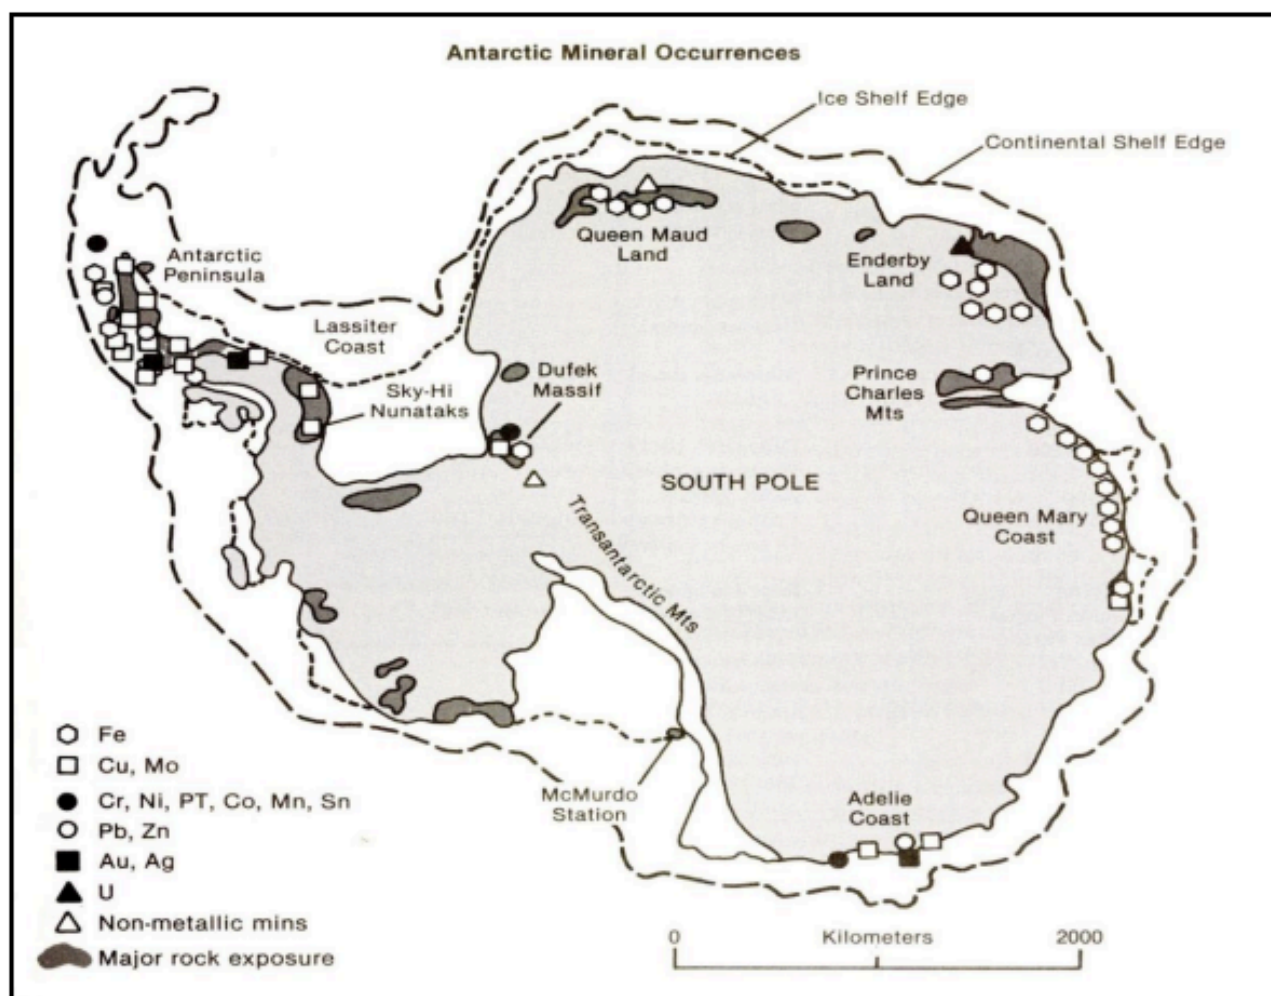 Antarctic Mineral Occurrences
Ice Shelf Edge
Continental Shelf Edge
Queen Maud
Land
Enderby
Land
Antarctic
Peninsula
Lassiter
Coast
Sky-Hi
Nunataks
Dufek
Massif
Prince
Charles
Mts
SOUTH POLE
Queen Mary
Coast
Transantarctic Mts
McMurdo
Station
Adelie
Coast
Fe
Cu, Mo
Cr, Ni, PT, Co, Mn, Sn
Pb, Zn
Au, Ag
U
Non-metallic mins
Major rock exposure
0 Kilometers 2000